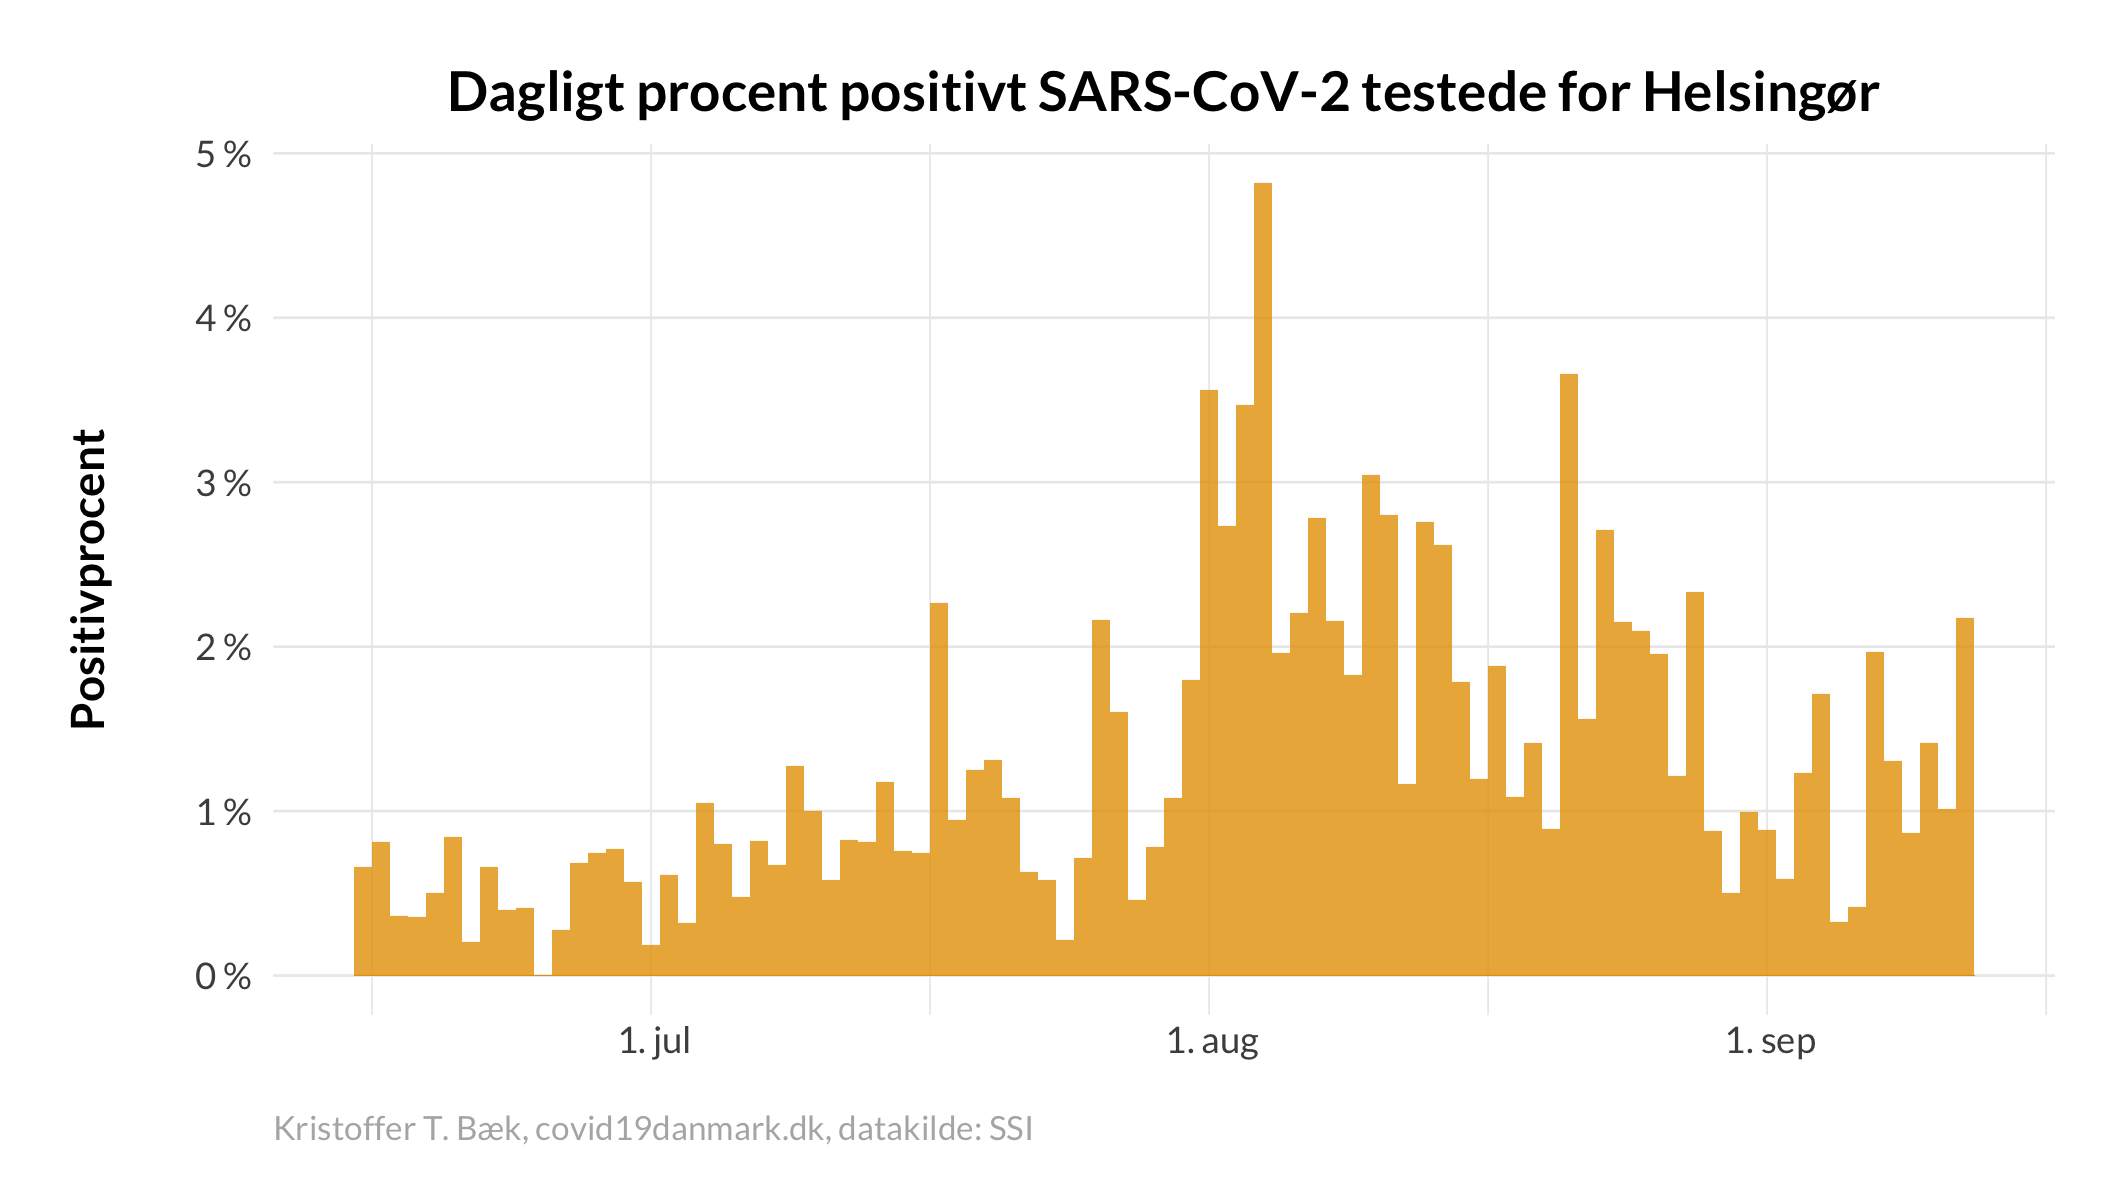 Dagligt procent positivt SARS-CoV-2 testede for Helsingør
Positivprocent
5 %
4 %
3 %
2 %
1 %
0 %
1. jul
1. aug
1. sep
Kristoffer T. Bæk, covid19danmark.dk, datakilde: SSI